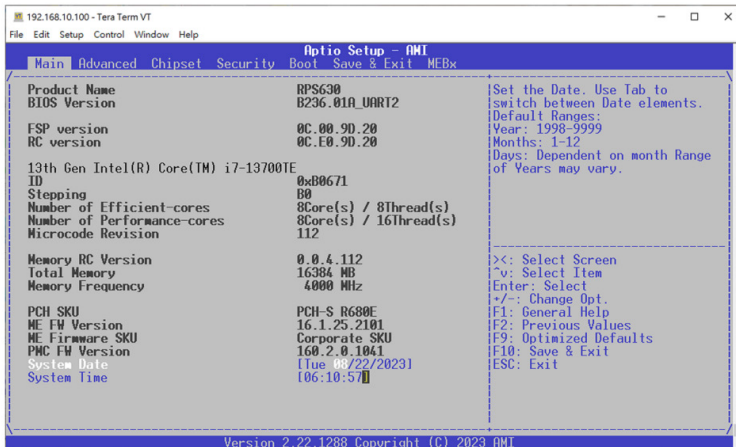 192.168.10.100 - Tera Term VT
File Edit Setup Control Window Help
Aptio Setup - AMI
Main Advanced Chipset Security Boot Save & Exit MEBx
Product Name RPS630
BIOS Version B236.01A_UART2
FSP version 0C.00.9D.20
RC version 0C.E0.9D.20
13th Gen Intel(R) Core(TM) i7-13700TE
ID 0xB0671
Stepping B0
Number of Efficient-cores 8Core(s) / 8Thread(s)
Number of Performance-cores 8Core(s) / 16Thread(s)
Microcode Revision 112
Memory RC Version 0.0.4.112
Total Memory 16384 MB
Memory Frequency 4000 MHz
PCH SKU PCH-S R680E
ME FW Version 16.1.25.2101
ME Firmware SKU Corporate SKU
PMC FW Version 160.2.0.1041
System Date [Tue 08/22/2023]
System Time [06:10:57]
Set the Date. Use Tab to
switch between Date elements.
Default Ranges:
Year: 1998-9999
Months: 1-12
Days: Dependent on month Range
of Years may vary.
><: Select Screen
^v: Select Item
Enter: Select
+/-: Change Opt.
F1: General Help
F2: Previous Values
F9: Optimized Defaults
F10: Save & Exit
ESC: Exit
Version 2.22.1288 Copyright (C) 2023 AMI